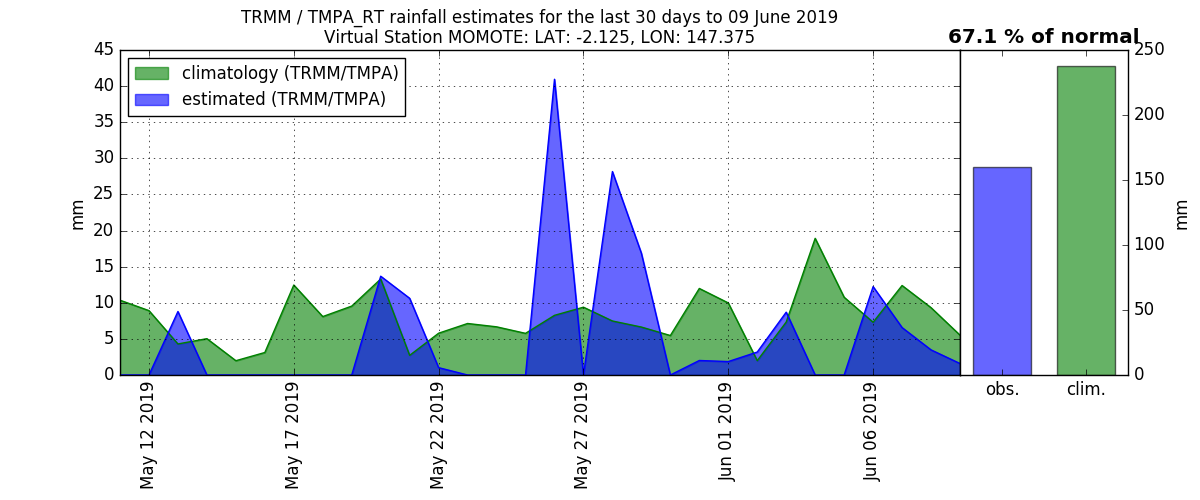 TRMM / TMPA_RT rainfall estimates for the last 30 days to 09 June 2019
Virtual Station MOMOTE: LAT: -2.125, LON: 147.375
67.1 % of normal
climatology (TRMM/TMPA)
estimated (TRMM/TMPA)
45
40
35
30
25
20
15
10
5
0
mm
May 12 2019
May 17 2019
May 22 2019
May 27 2019
Jun 01 2019
Jun 06 2019
250
200
150
100
50
0
mm
obs.
clim.